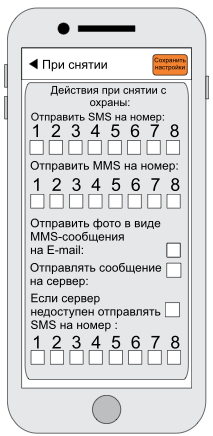 ◀ При снятии
Сохранить
настройки
Действия при снятии с
охраны:
Отправить SMS на номер:
1 2 3 4 5 6 7 8
Отправить MMS на номер:
1 2 3 4 5 6 7 8
Отправить фото в виде
MMS-сообщения
на E-mail:
Отправлять сообщение
на сервер:
Если сервер
недоступен отправлять
SMS на номер :
1 2 3 4 5 6 7 8